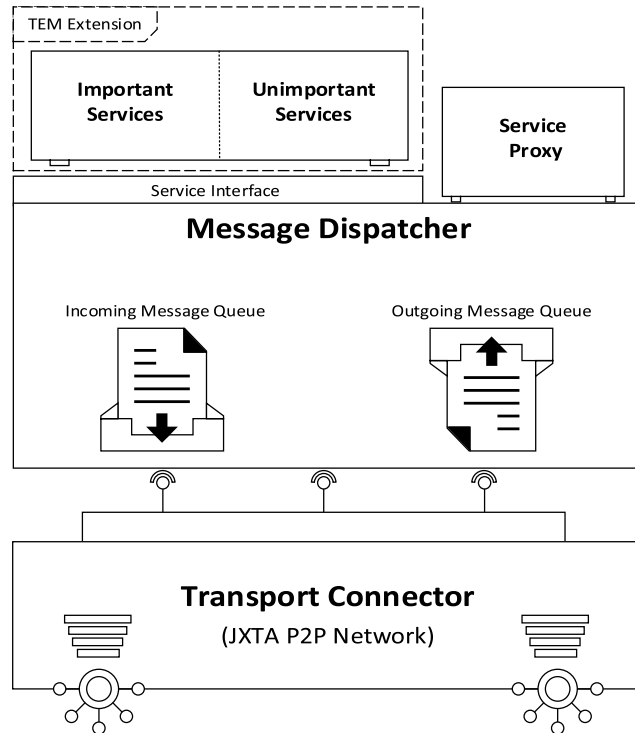 TEM Extension
Important
Services
Unimportant
Services
Service
Proxy
Service Interface
Message Dispatcher
Incoming Message Queue
Outgoing Message Queue
Transport Connector
(JXTA P2P Network)